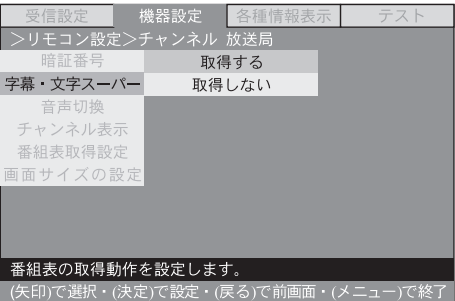 受信設定 機器設定 各種情報表示 テスト
＞リモコン設定＞チャンネル 放送局
暗証番号 取得する
字幕・文字スーパー 取得しない
音声切換
チャンネル表示
番組表取得設定
画面サイズの設定
番組表の取得動作を設定します。
(矢印)で選択・(決定)で設定・(戻る)で前画面・(メニュー)で終了